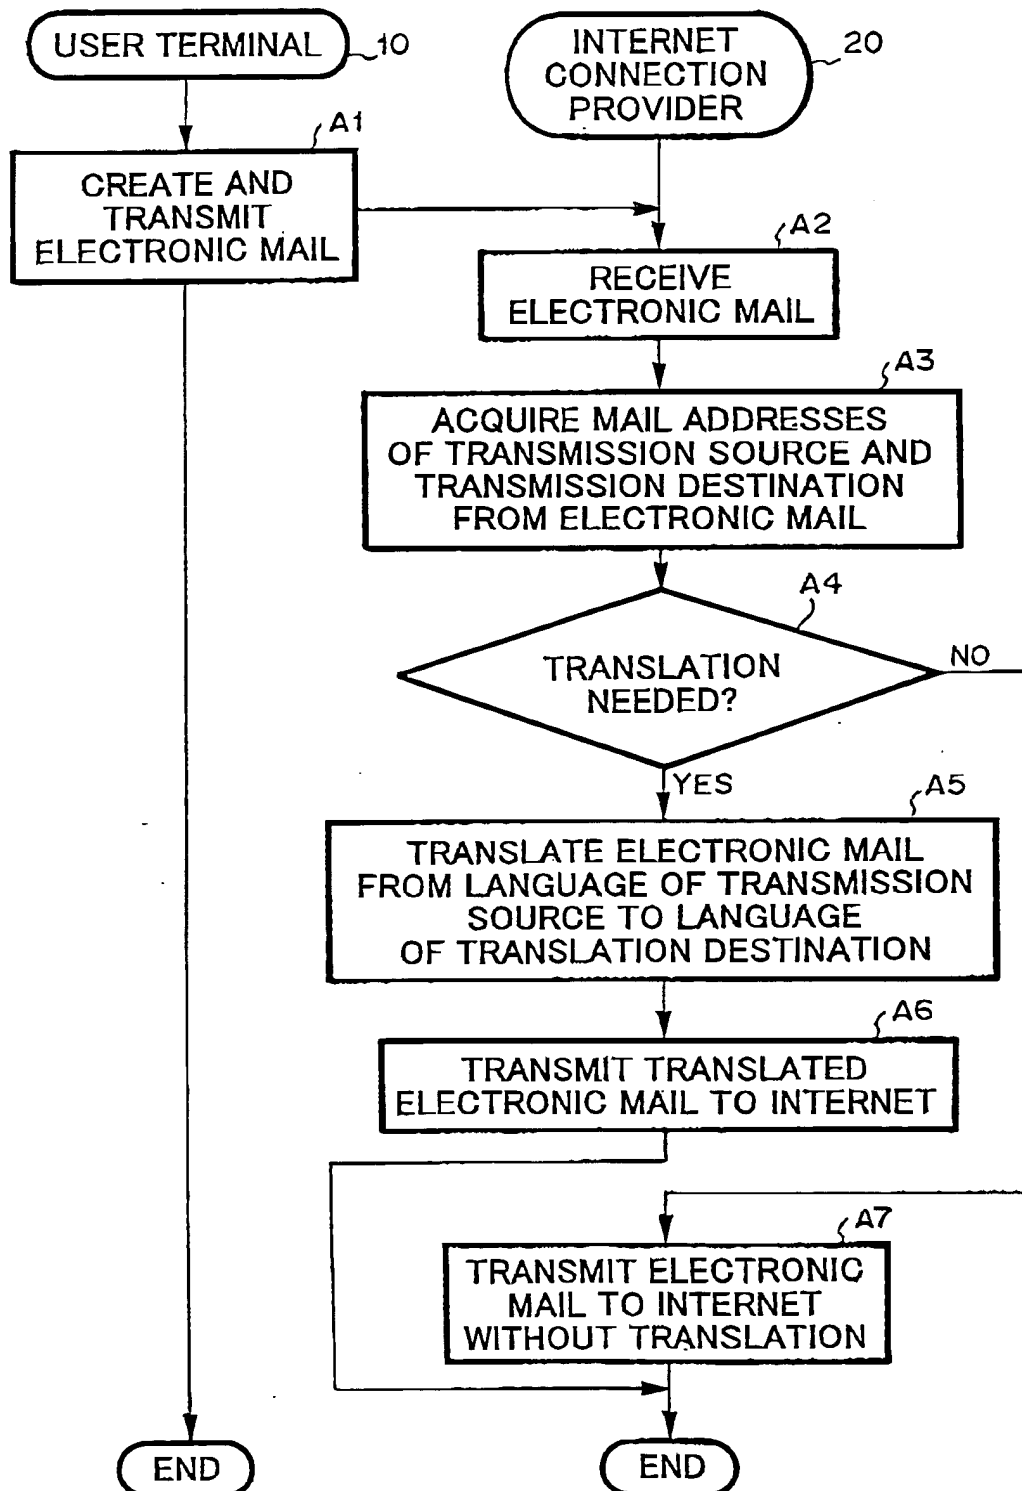 USER TERMINAL
10
INTERNET
CONNECTION
PROVIDER
20
A1
CREATE AND
TRANSMIT
ELECTRONIC MAIL
A2
RECEIVE
ELECTRONIC MAIL
A3
ACQUIRE MAIL ADDRESSES
OF TRANSMISSION SOURCE AND
TRANSMISSION DESTINATION
FROM ELECTRONIC MAIL
A4
TRANSLATION
NEEDED?
NO
YES
A5
TRANSLATE ELECTRONIC MAIL
FROM LANGUAGE OF TRANSMISSION
SOURCE TO LANGUAGE
OF TRANSLATION DESTINATION
A6
TRANSMIT TRANSLATED
ELECTRONIC MAIL TO INTERNET
A7
TRANSMIT ELECTRONIC
MAIL TO INTERNET
WITHOUT TRANSLATION
END
END